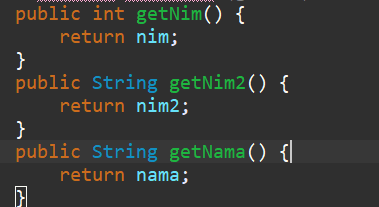 public int getNim() {
    return nim;
}
public String getNim2() {
    return nim2;
}
public String getNama() {
    return nama;
}